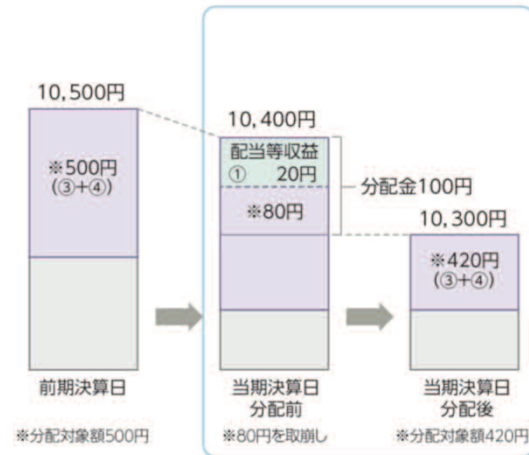 10,500円
※500円
(③+④)
前期決算日
※分配対象額500円
10,400円
配当等収益
① 20円
※80円
分配金100円
当期決算日
分配前
※80円を取崩し
10,300円
※420円
(③+④)
当期決算日
分配後
※分配対象額420円